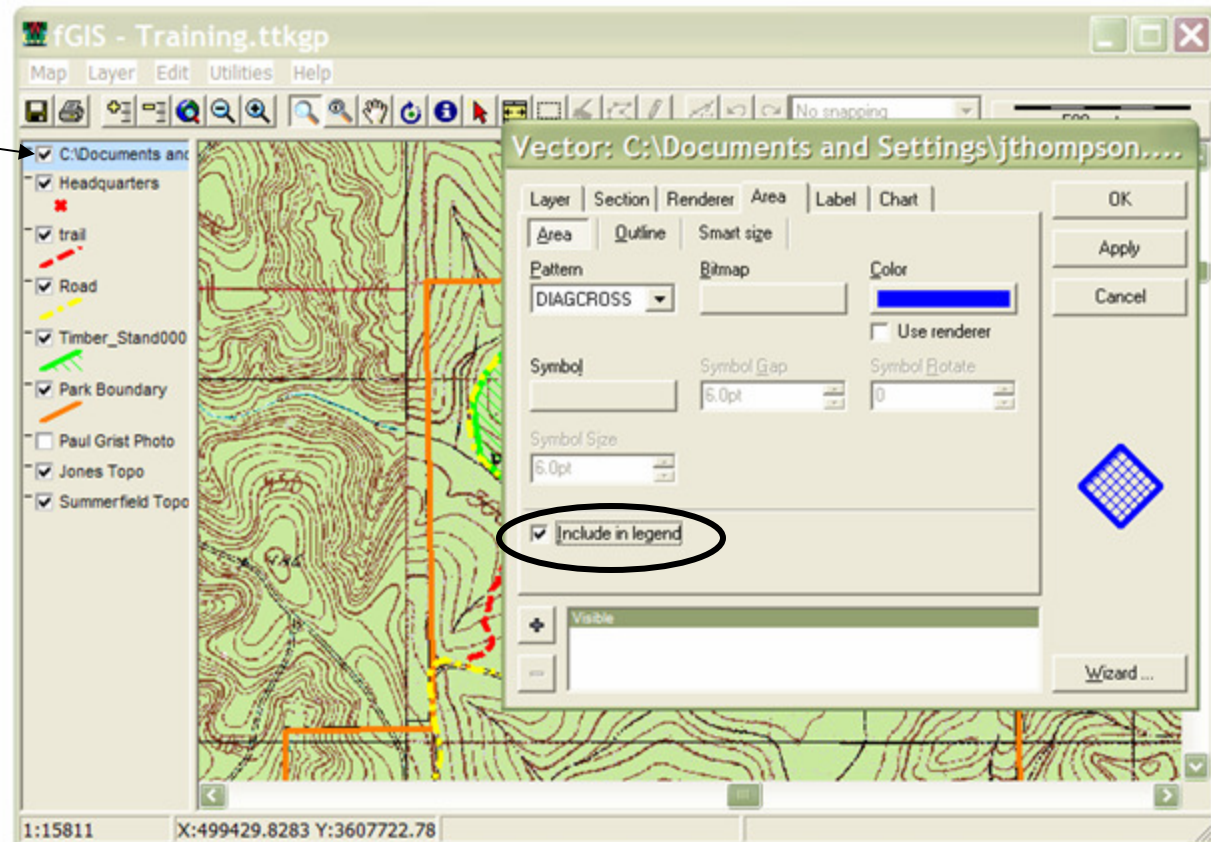 fGIS - Training.ttkgp
Map Layer Edit Utilities Help
No snapping
C:\Documents and
Headquarters
trail
Road
Timber_Stand000
Park Boundary
Paul Grist Photo
Jones Topo
Summerfield Topo
Vector: C:\Documents and Settings\jthompson....
Layer Section Renderer Area Label Chart
Area Outline Smart size
Pattern Bitmap Color
DIAGCROSS
Use renderer
Symbol Symbol Gap Symbol Rotate
6.0pt 0
Symbol Size
6.0pt
Include in legend
Visible
OK
Apply
Cancel
Wizard ...
450
486
1:15811 X:499429.8283 Y:3607722.78